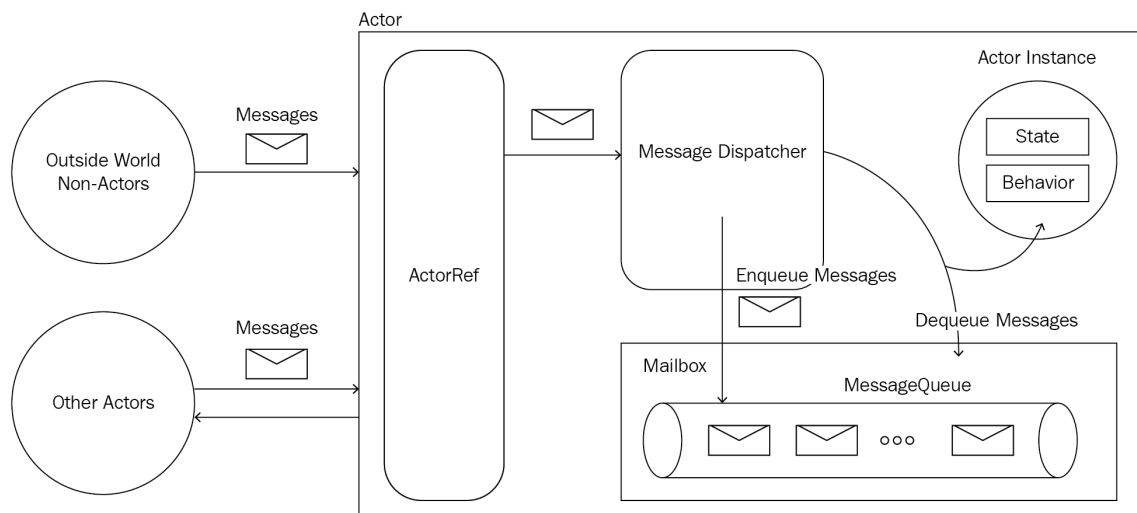 Actor
Actor Instance
Messages
Outside World
Non-Actors
Message Dispatcher
State
Behavior
ActorRef
Enqueue Messages
Messages
Dequeue Messages
Mailbox
MessageQueue
Other Actors